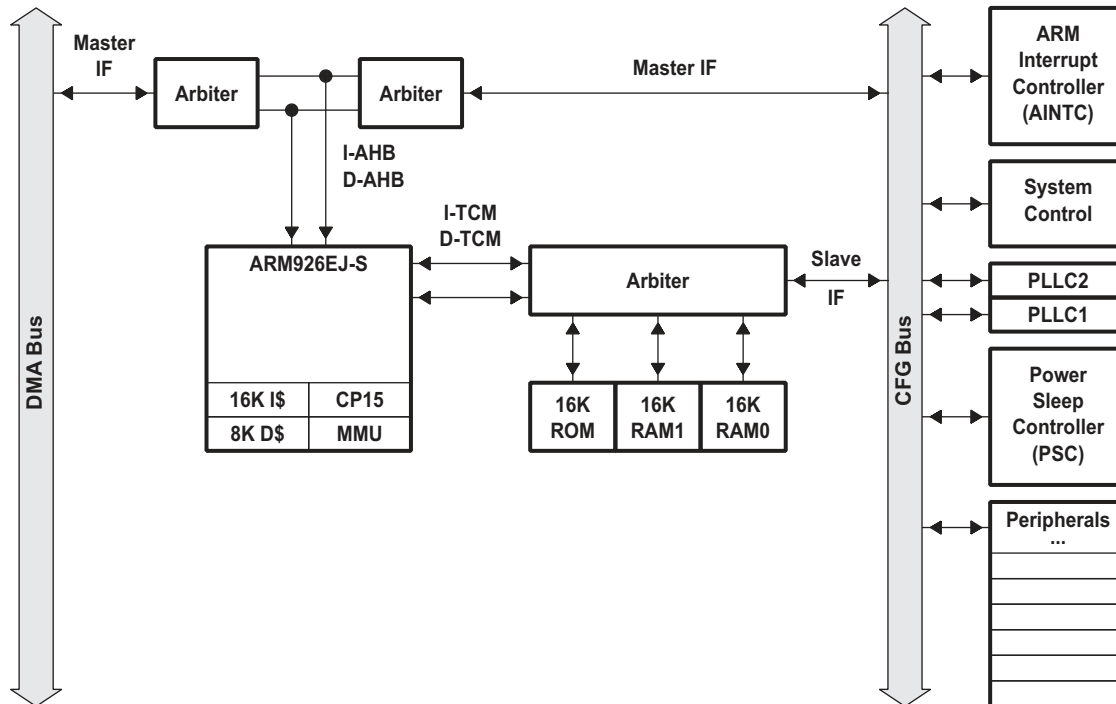 Master
IF
Arbiter
Arbiter
Master IF
I-AHB
D-AHB
I-TCM
D-TCM
ARM926EJ-S
16K I$
CP15
8K D$
MMU
Arbiter
Slave
IF
16K
ROM
16K
RAM1
16K
RAM0
DMA Bus
CFG Bus
ARM
Interrupt
Controller
(AINTC)
System
Control
PLLC2
PLLC1
Power
Sleep
Controller
(PSC)
Peripherals
...